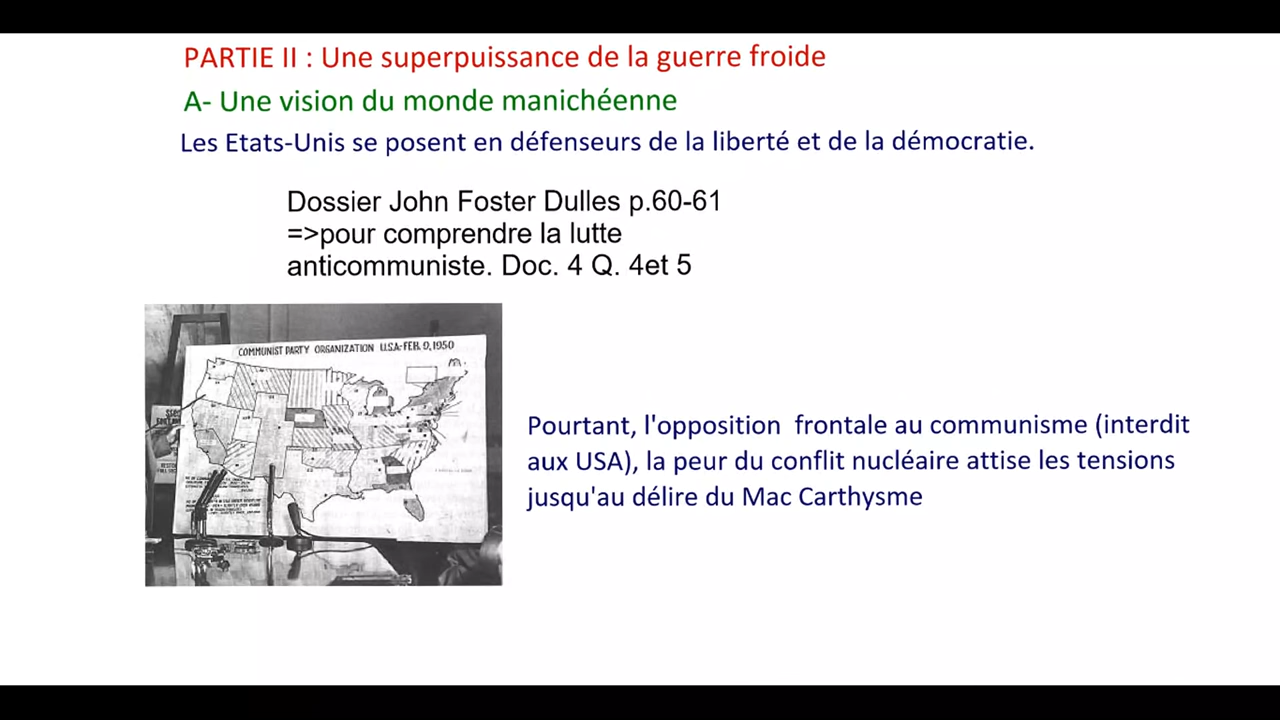 PARTIE II : Une superpuissance de la guerre froide
A- Une vision du monde manichéenne
Les Etats-Unis se posent en défenseurs de la liberté et de la démocratie.
Dossier John Foster Dulles p.60-61
=>pour comprendre la lutte
anticommuniste. Doc. 4 Q. 4et 5
COMMUNIST PARTY ORGANIZATION U.S.A-FEB. 9, 1950
Pourtant, l'opposition frontale au communisme (interdit
aux USA), la peur du conflit nucléaire attise les tensions
jusqu'au délire du Mac Carthysme